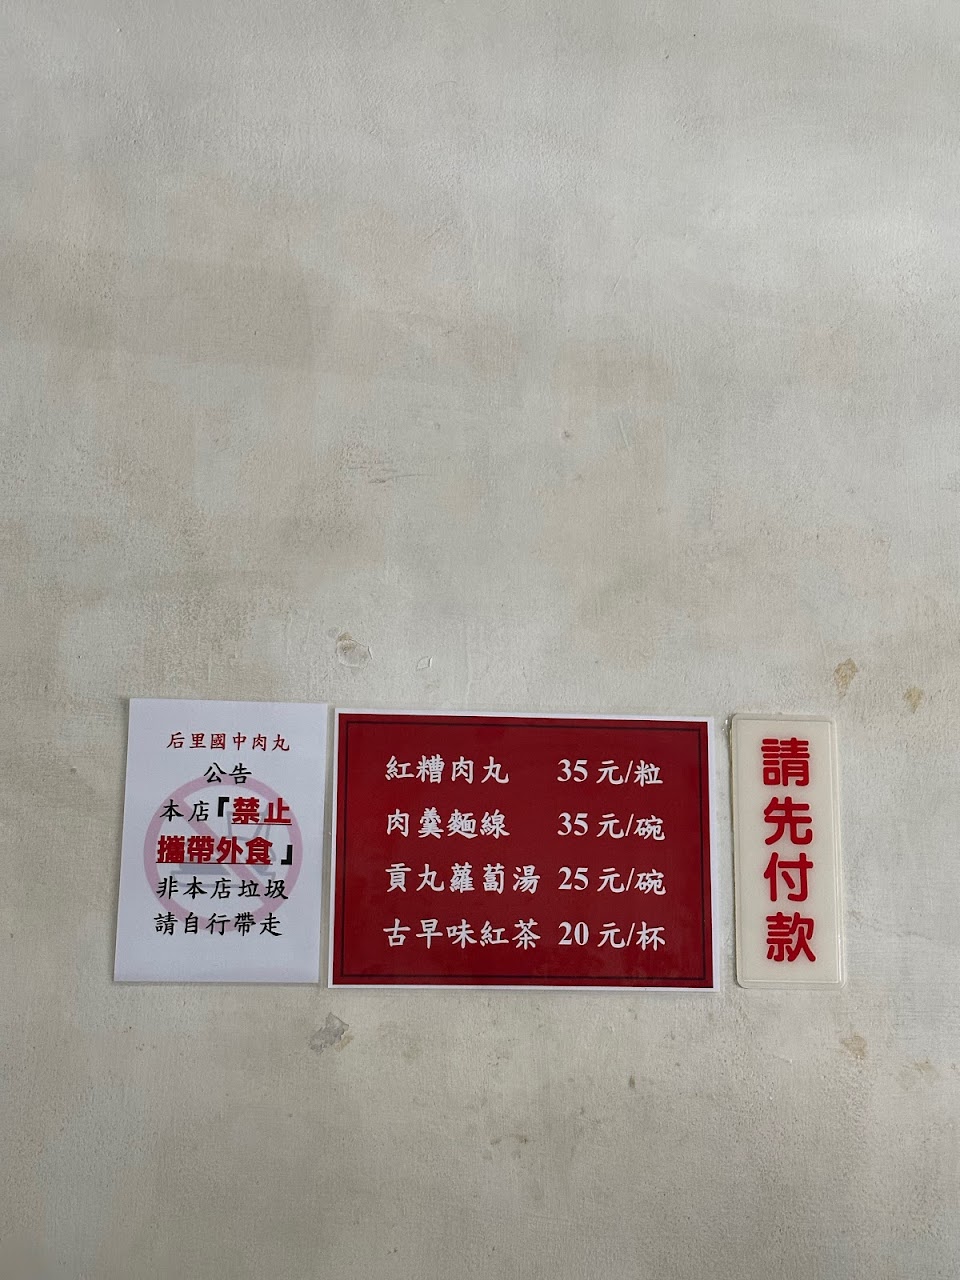 后里國中肉丸
公告
本店『禁止
攜帶外食』
非本店垃圾
請自行帶走
紅糟肉丸 35元/粒
肉羹麵線 35元/碗
貢丸蘿蔔湯 25元/碗
古早味紅茶 20元/杯
請先付款